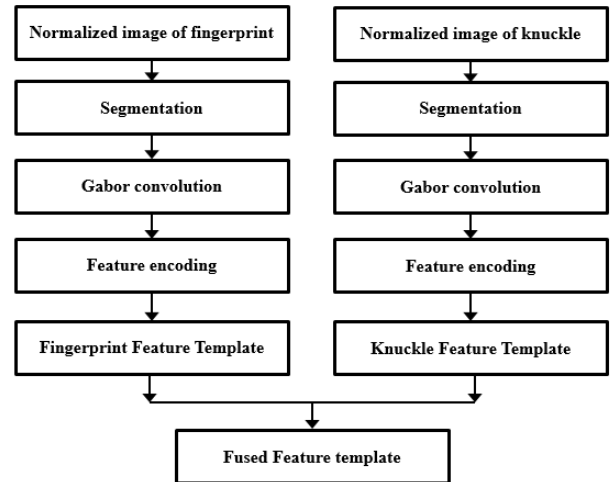 Normalized image of fingerprint
Segmentation
Gabor convolution
Feature encoding
Fingerprint Feature Template
Normalized image of knuckle
Segmentation
Gabor convolution
Feature encoding
Knuckle Feature Template
Fused Feature template